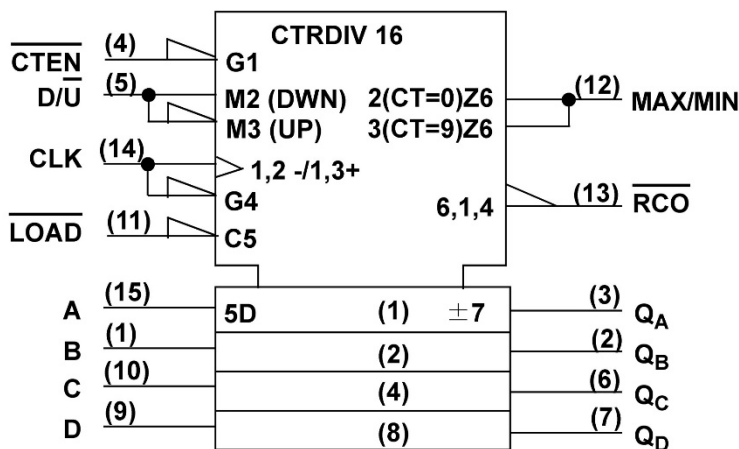 CTRDIV 16
CTEN (4) G1
D/U (5) M2 (DWN) 2(CT=0)Z6 (12) MAX/MIN
M3 (UP) 3(CT=9)Z6
CLK (14) 1,2 -/1,3+
G4 6,1,4 (13) RCO
LOAD (11) C5
A (15) 5D (1) ±7 (3) QA
B (1) (2) (2) QB
C (10) (4) (6) QC
D (9) (8) (7) QD